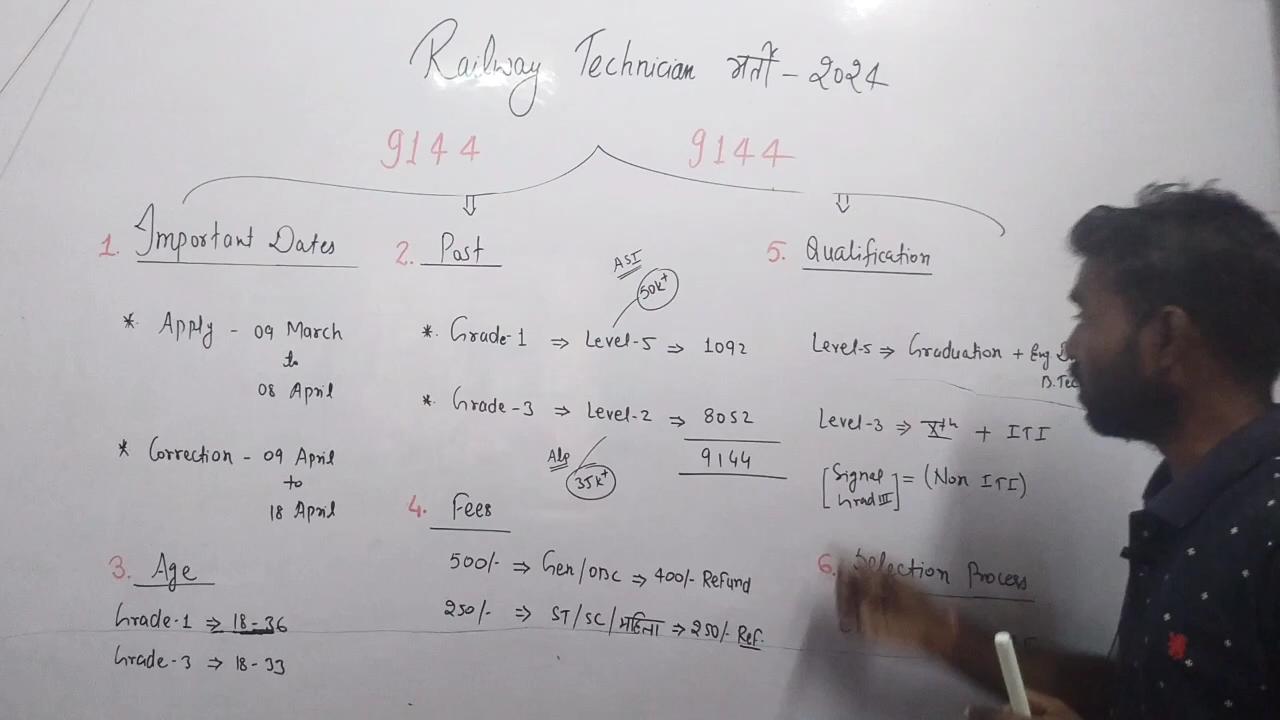 Railway Technician भर्ती - 2024
9144 9144
1. Important Dates
* Apply - 09 March
to
08 April
* Correction - 09 April
to
18 April
2. Post
ASI
50k+
* Grade-1 ⇒ Level-5 ⇒ 1092
* Grade-3 ⇒ Level-2 ⇒ 8052
9144
Alp
35k+
3. Age
Grade-1 ⇒ 18-36
Grade-3 ⇒ 18-33
4. Fees
500/- ⇒ Gen/OBC ⇒ 400/- Refund
250/- ⇒ ST/SC/महिला ⇒ 250/- Ref.
5. Qualification
Level-5 ⇒ Graduation + Eng
B.Tec
Level-3 ⇒ Xth + ITI
[Signal Grad III] = (Non ITI)
6. Selection Process